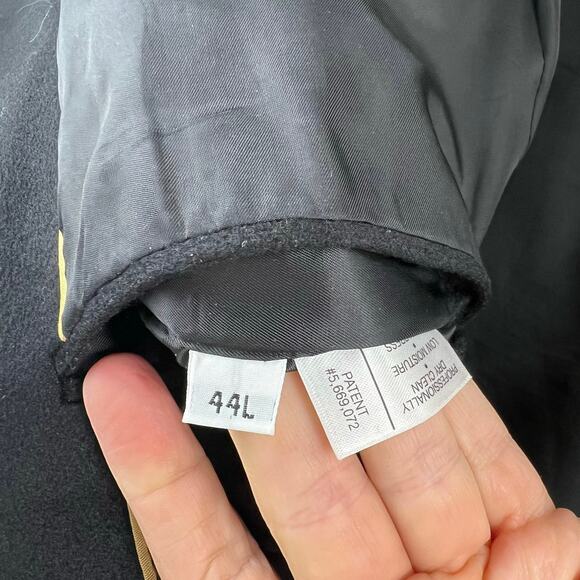 44L
PATENT
#5,669,072
PROFESSIONALLY
DRY CLEAN
• LOW MOISTURE